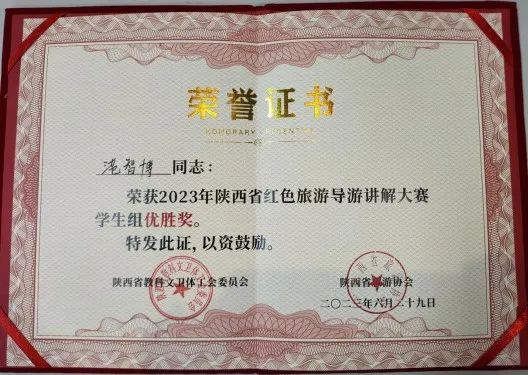 荣誉证书
HONORARY CREDENTIAL
冯智博 同志：
荣获2023年陕西省红色旅游导游讲解大赛
学生组优胜奖。
特发此证，以资鼓励。
陕西省教科文卫体工会委员会
陕西省旅游协会
二〇二三年六月二十九日